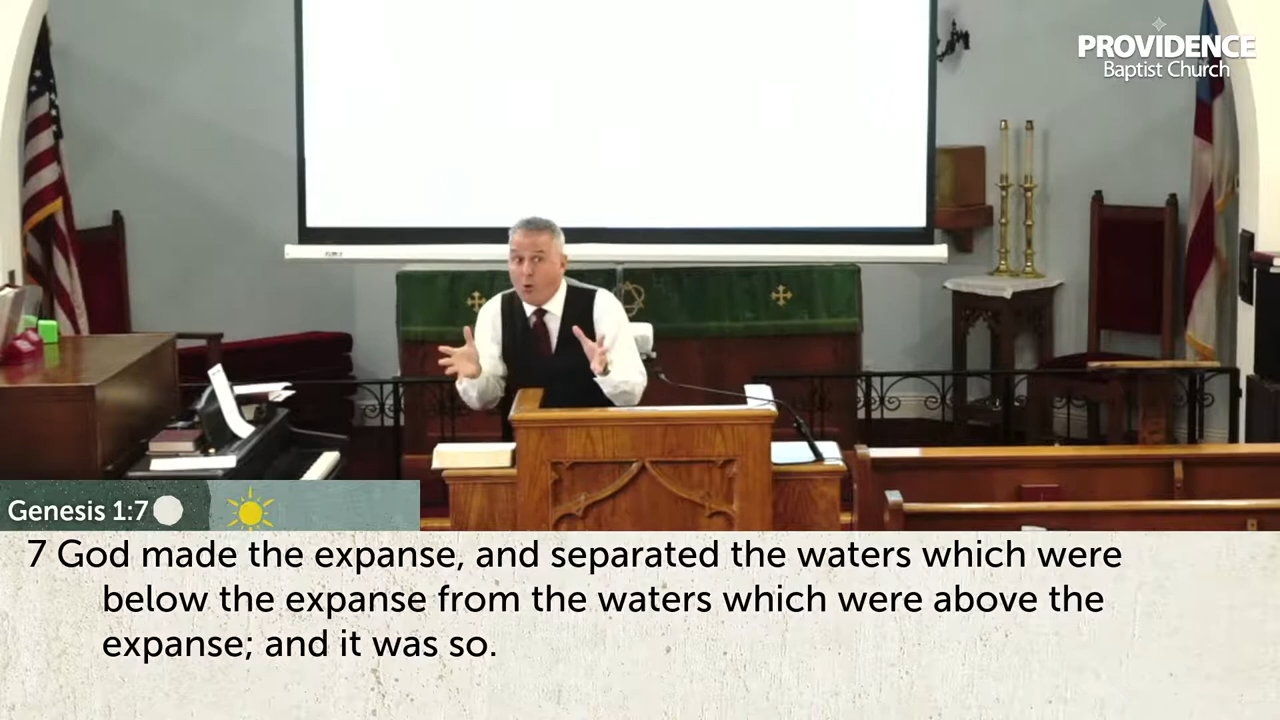 PROVIDENCE
Baptist Church
Genesis 1:7
7 God made the expanse, and separated the waters which were
below the expanse from the waters which were above the
expanse; and it was so.